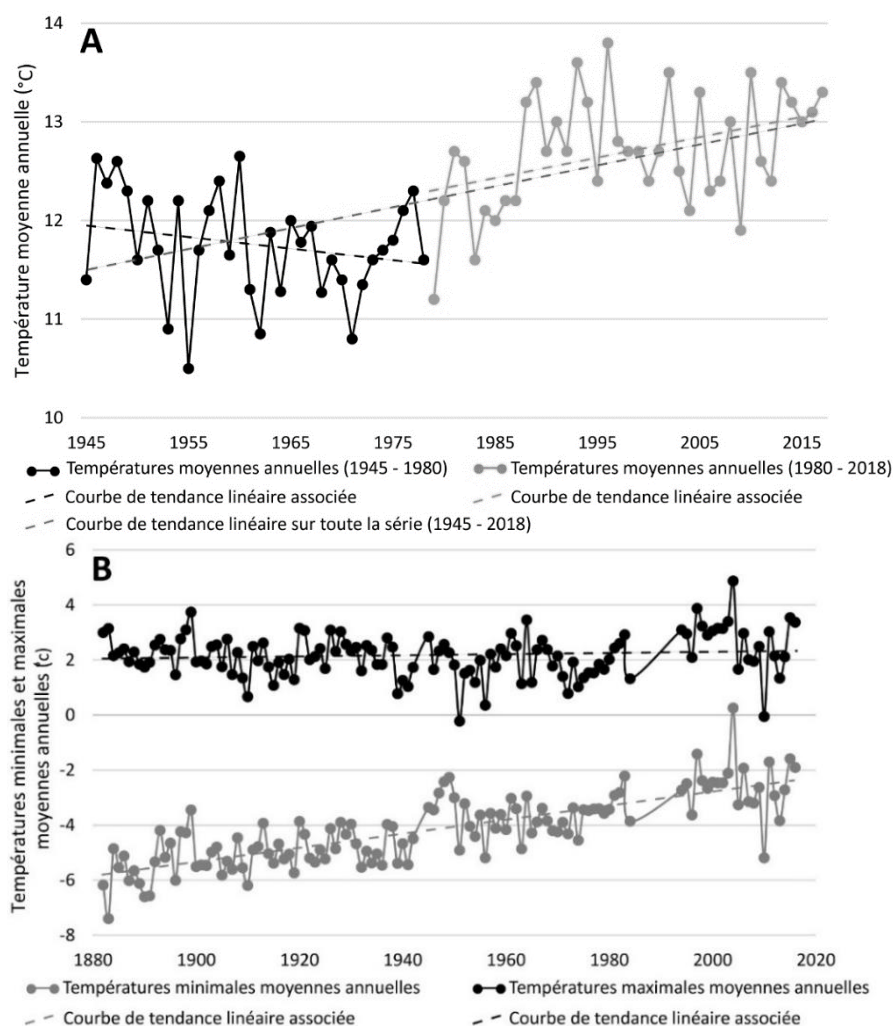 A
Température moyenne annuelle (°C)
14
13
12
11
10
1945 1955 1965 1975 1985 1995 2005 2015
Températures moyennes annuelles (1945 - 1980) Températures moyennes annuelles (1980 - 2018)
Courbe de tendance linéaire associée Courbe de tendance linéaire associée
Courbe de tendance linéaire sur toute la série (1945 - 2018)
B
Températures minimales et maximales
moyennes annuelles (c)
6
4
2
0
-2
-4
-6
-8
1880 1900 1920 1940 1960 1980 2000 2020
Températures minimales moyennes annuelles Températures maximales moyennes annuelles
Courbe de tendance linéaire associée Courbe de tendance linéaire associée